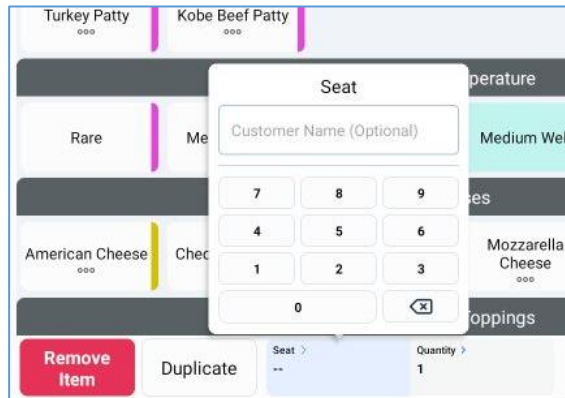 Turkey Patty
Kobe Beef Patty
Seat
perature
Customer Name (Optional)
Rare
Me
Medium Wel
7 8 9
ses
4 5 6
American Cheese
Chec
Mozzarella
Cheese
1 2 3
0
oppings
Remove
Item
Duplicate
Seat >
--
Quantity >
1